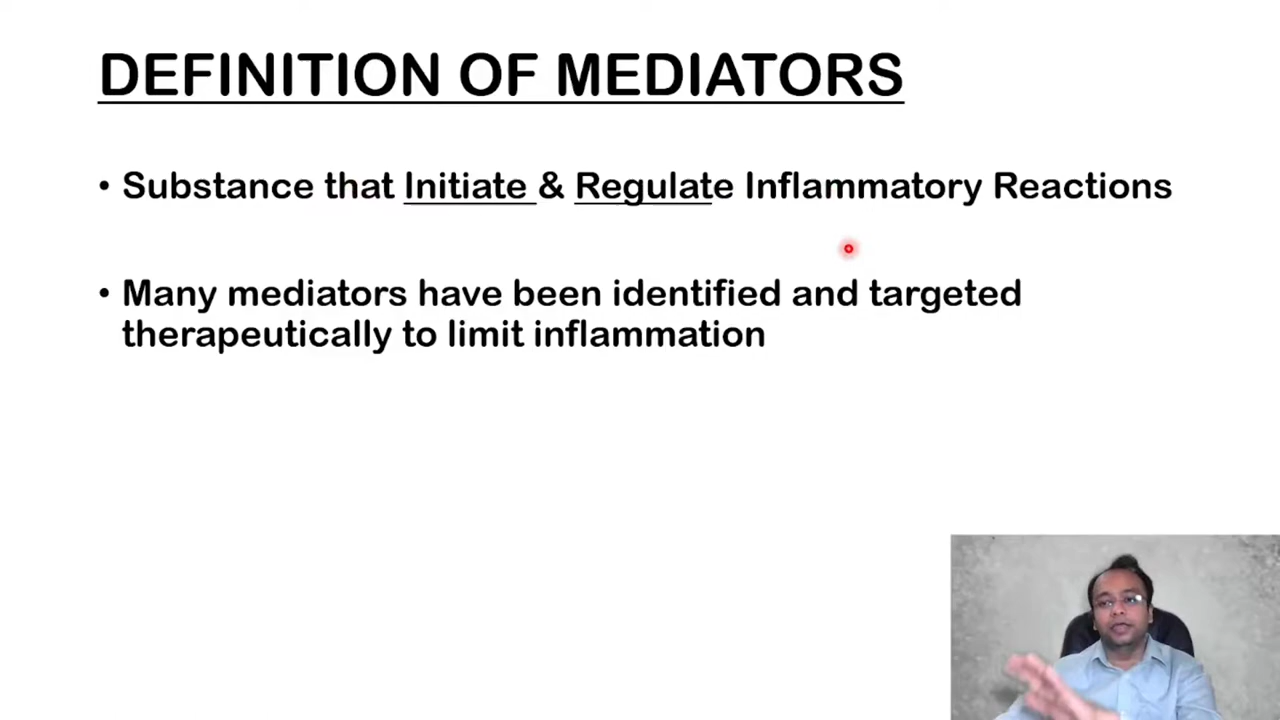 DEFINITION OF MEDIATORS
• Substance that Initiate & Regulate Inflammatory Reactions
• Many mediators have been identified and targeted
therapeutically to limit inflammation